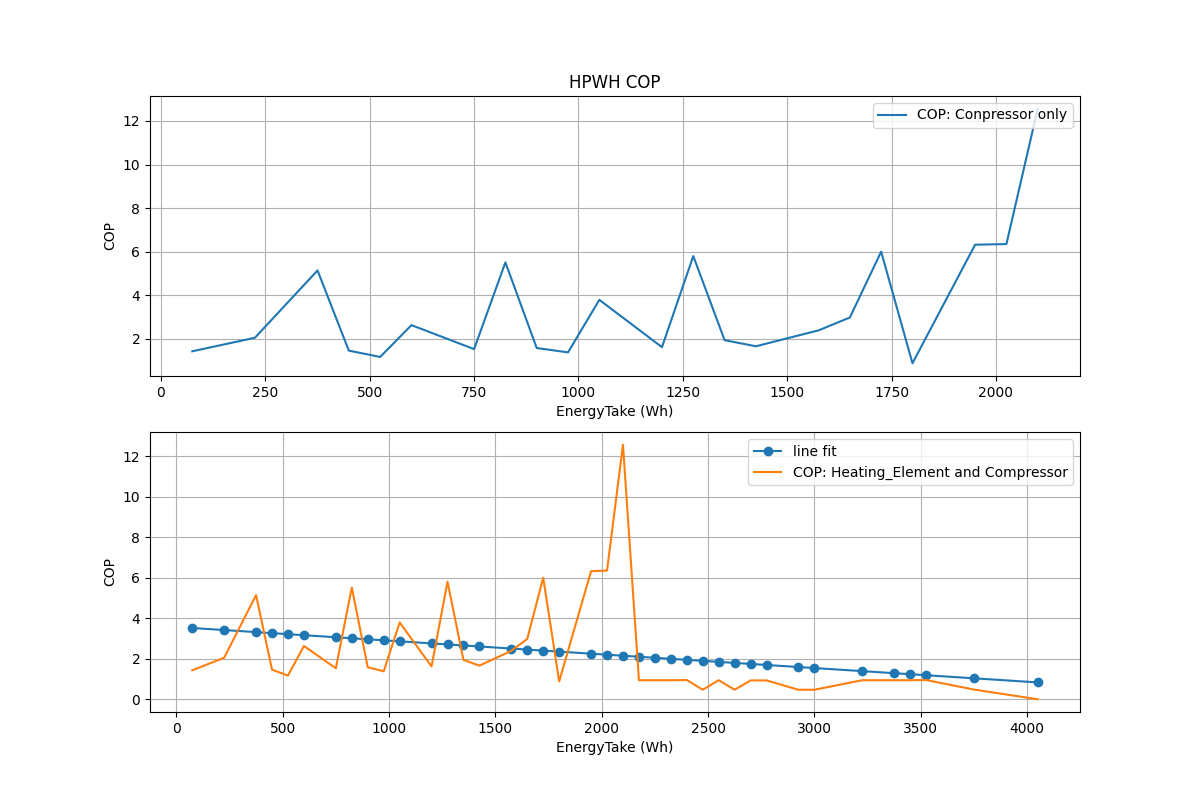 HPWH COP
COP: Conpressor only
COP
12
10
8
6
4
2
0 250 500 750 1000 1250 1500 1750 2000
EnergyTake (Wh)
line fit
COP: Heating_Element and Compressor
COP
12
10
8
6
4
2
0
0 500 1000 1500 2000 2500 3000 3500 4000
EnergyTake (Wh)